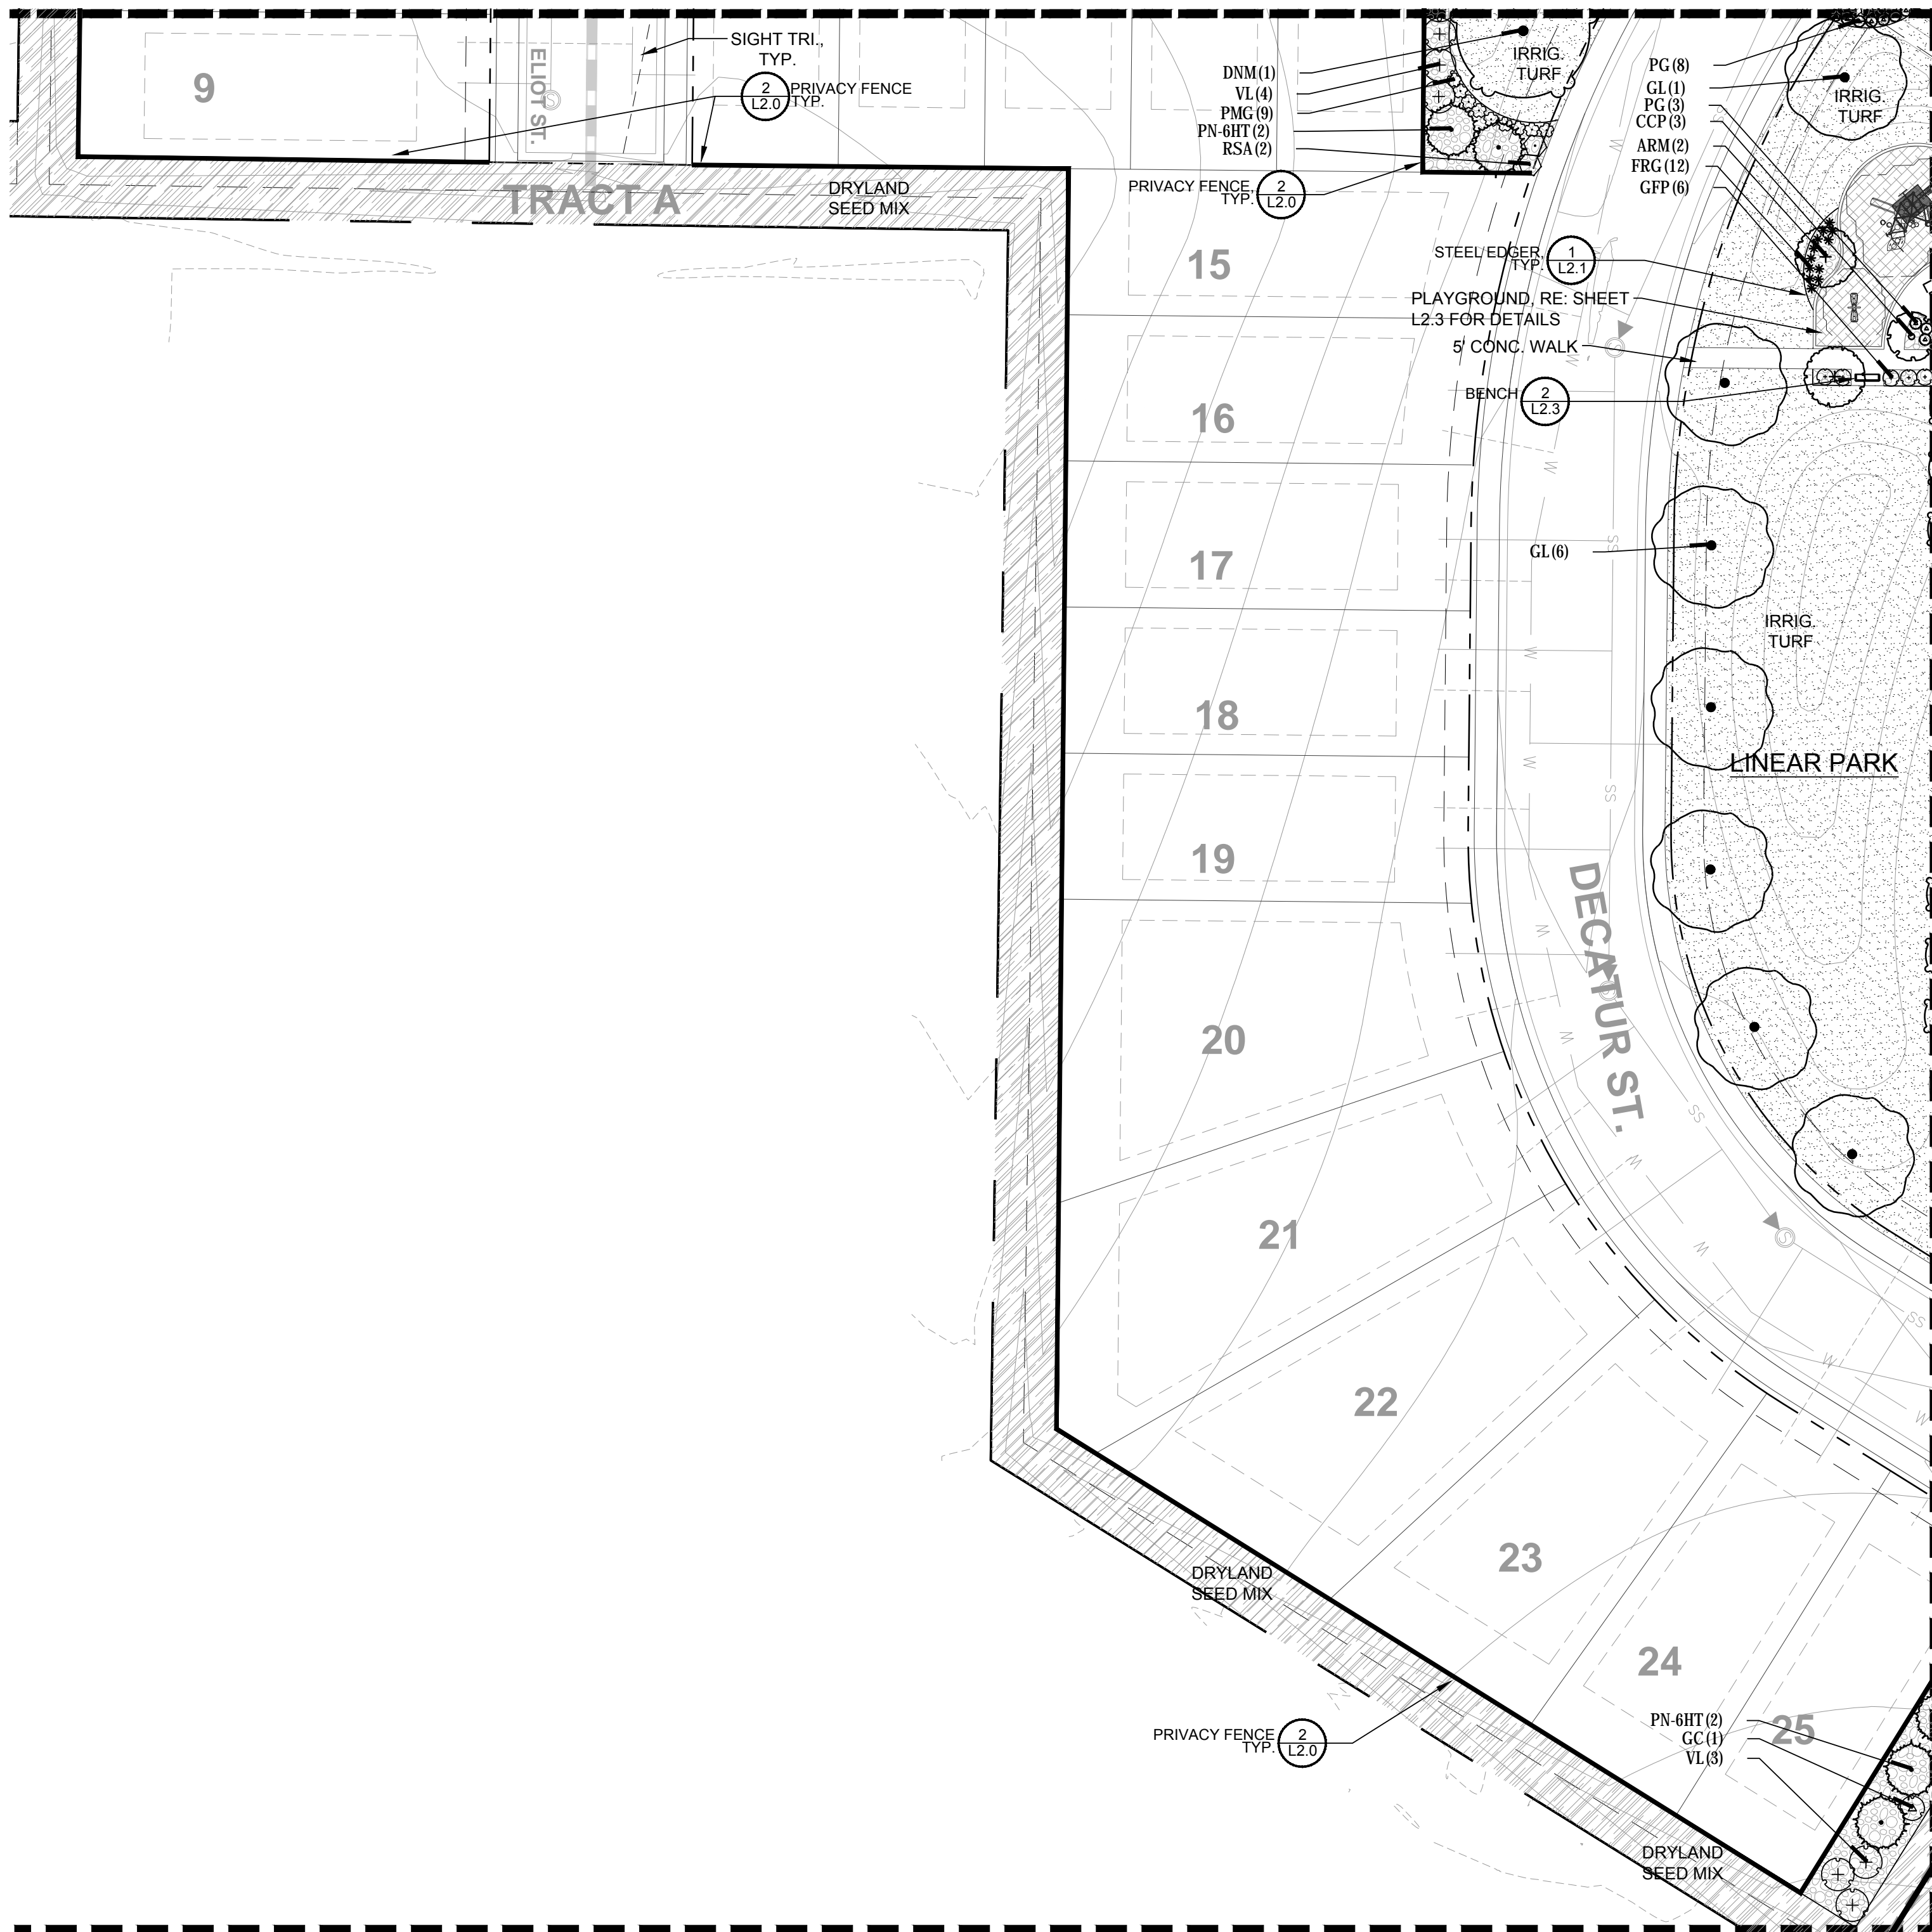 9
ELIOT ST.
SIGHT TRI.,
TYP.
2
L2.0
PRIVACY FENCE
TYP.
TRACT A
DRYLAND
SEED MIX
DNM (1)
VL (4)
PMG (9)
PN-6HT (2)
RSA (2)
IRRIG.
TURF
PRIVACY FENCE,
TYP.
2
L2.0
PG (8)
GL (1)
PG (3)
CCP (3)
ARM (2)
FRG (12)
GFP (6)
IRRIG.
TURF
STEEL EDGER,
TYP.
1
L2.1
PLAYGROUND, RE: SHEET
L2.3 FOR DETAILS
5' CONC. WALK
BENCH
2
L2.3
15
16
17
18
19
20
21
22
23
24
25
GL (6)
IRRIG.
TURF
LINEAR PARK
DECATUR ST.
W
W
W
W
W
W
W
W
W
W
W
SS
SS
SS
SS
S
S
DRYLAND
SEED MIX
PRIVACY FENCE
TYP.
2
L2.0
PN-6HT (2)
GC (1)
VL (3)
DRYLAND
SEED MIX